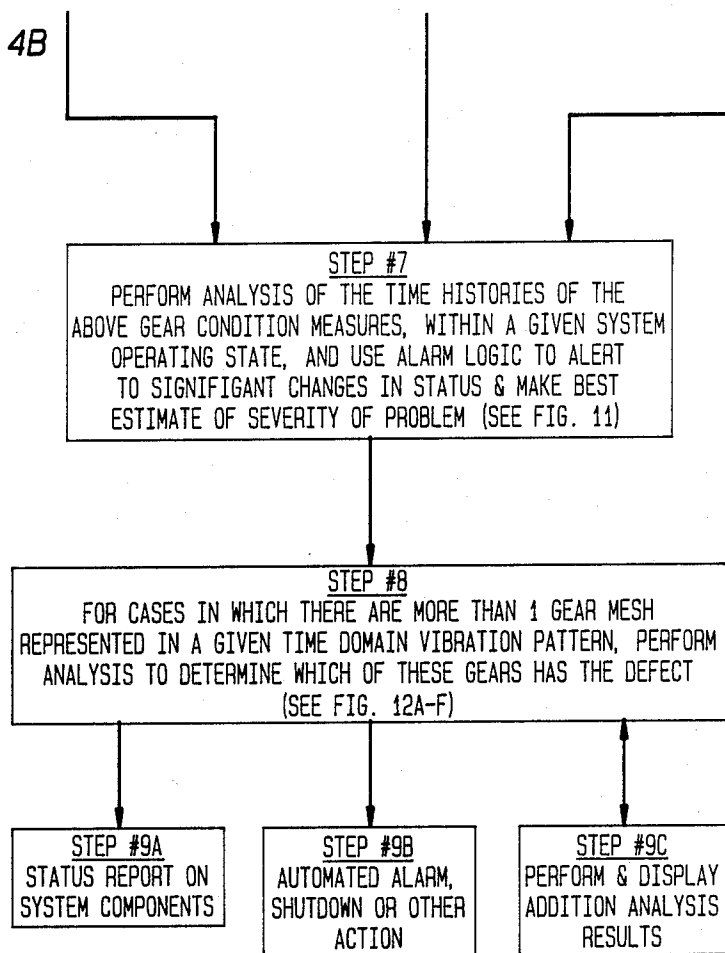 4B
STEP #7
PERFORM ANALYSIS OF THE TIME HISTORIES OF THE
ABOVE GEAR CONDITION MEASURES, WITHIN A GIVEN SYSTEM
OPERATING STATE, AND USE ALARM LOGIC TO ALERT
TO SIGNIFIGANT CHANGES IN STATUS & MAKE BEST
ESTIMATE OF SEVERITY OF PROBLEM (SEE FIG. 11)
STEP #8
FOR CASES IN WHICH THERE ARE MORE THAN 1 GEAR MESH
REPRESENTED IN A GIVEN TIME DOMAIN VIBRATION PATTERN, PERFORM
ANALYSIS TO DETERMINE WHICH OF THESE GEARS HAS THE DEFECT
(SEE FIG. 12A-F)
STEP #9A
STATUS REPORT ON
SYSTEM COMPONENTS
STEP #9B
AUTOMATED ALARM,
SHUTDOWN OR OTHER
ACTION
STEP #9C
PERFORM & DISPLAY
ADDITION ANALYSIS
RESULTS